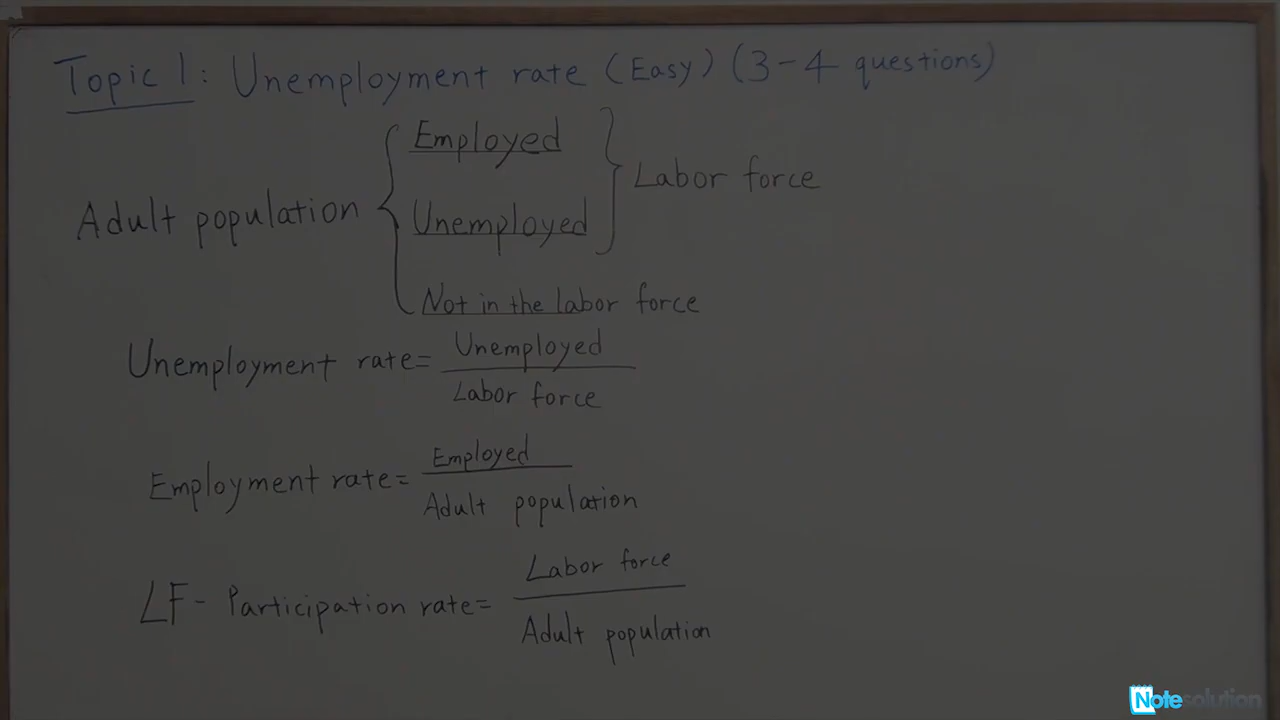 Topic 1: Unemployment rate (Easy) (3-4 questions)
Adult population
Employed
Unemployed
Labor force
Not in the labor force
Unemployment rate= Unemployed
Labor force
Employment rate= Employed
Adult population
LF- Participation rate= Labor force
Adult population
Notesolution